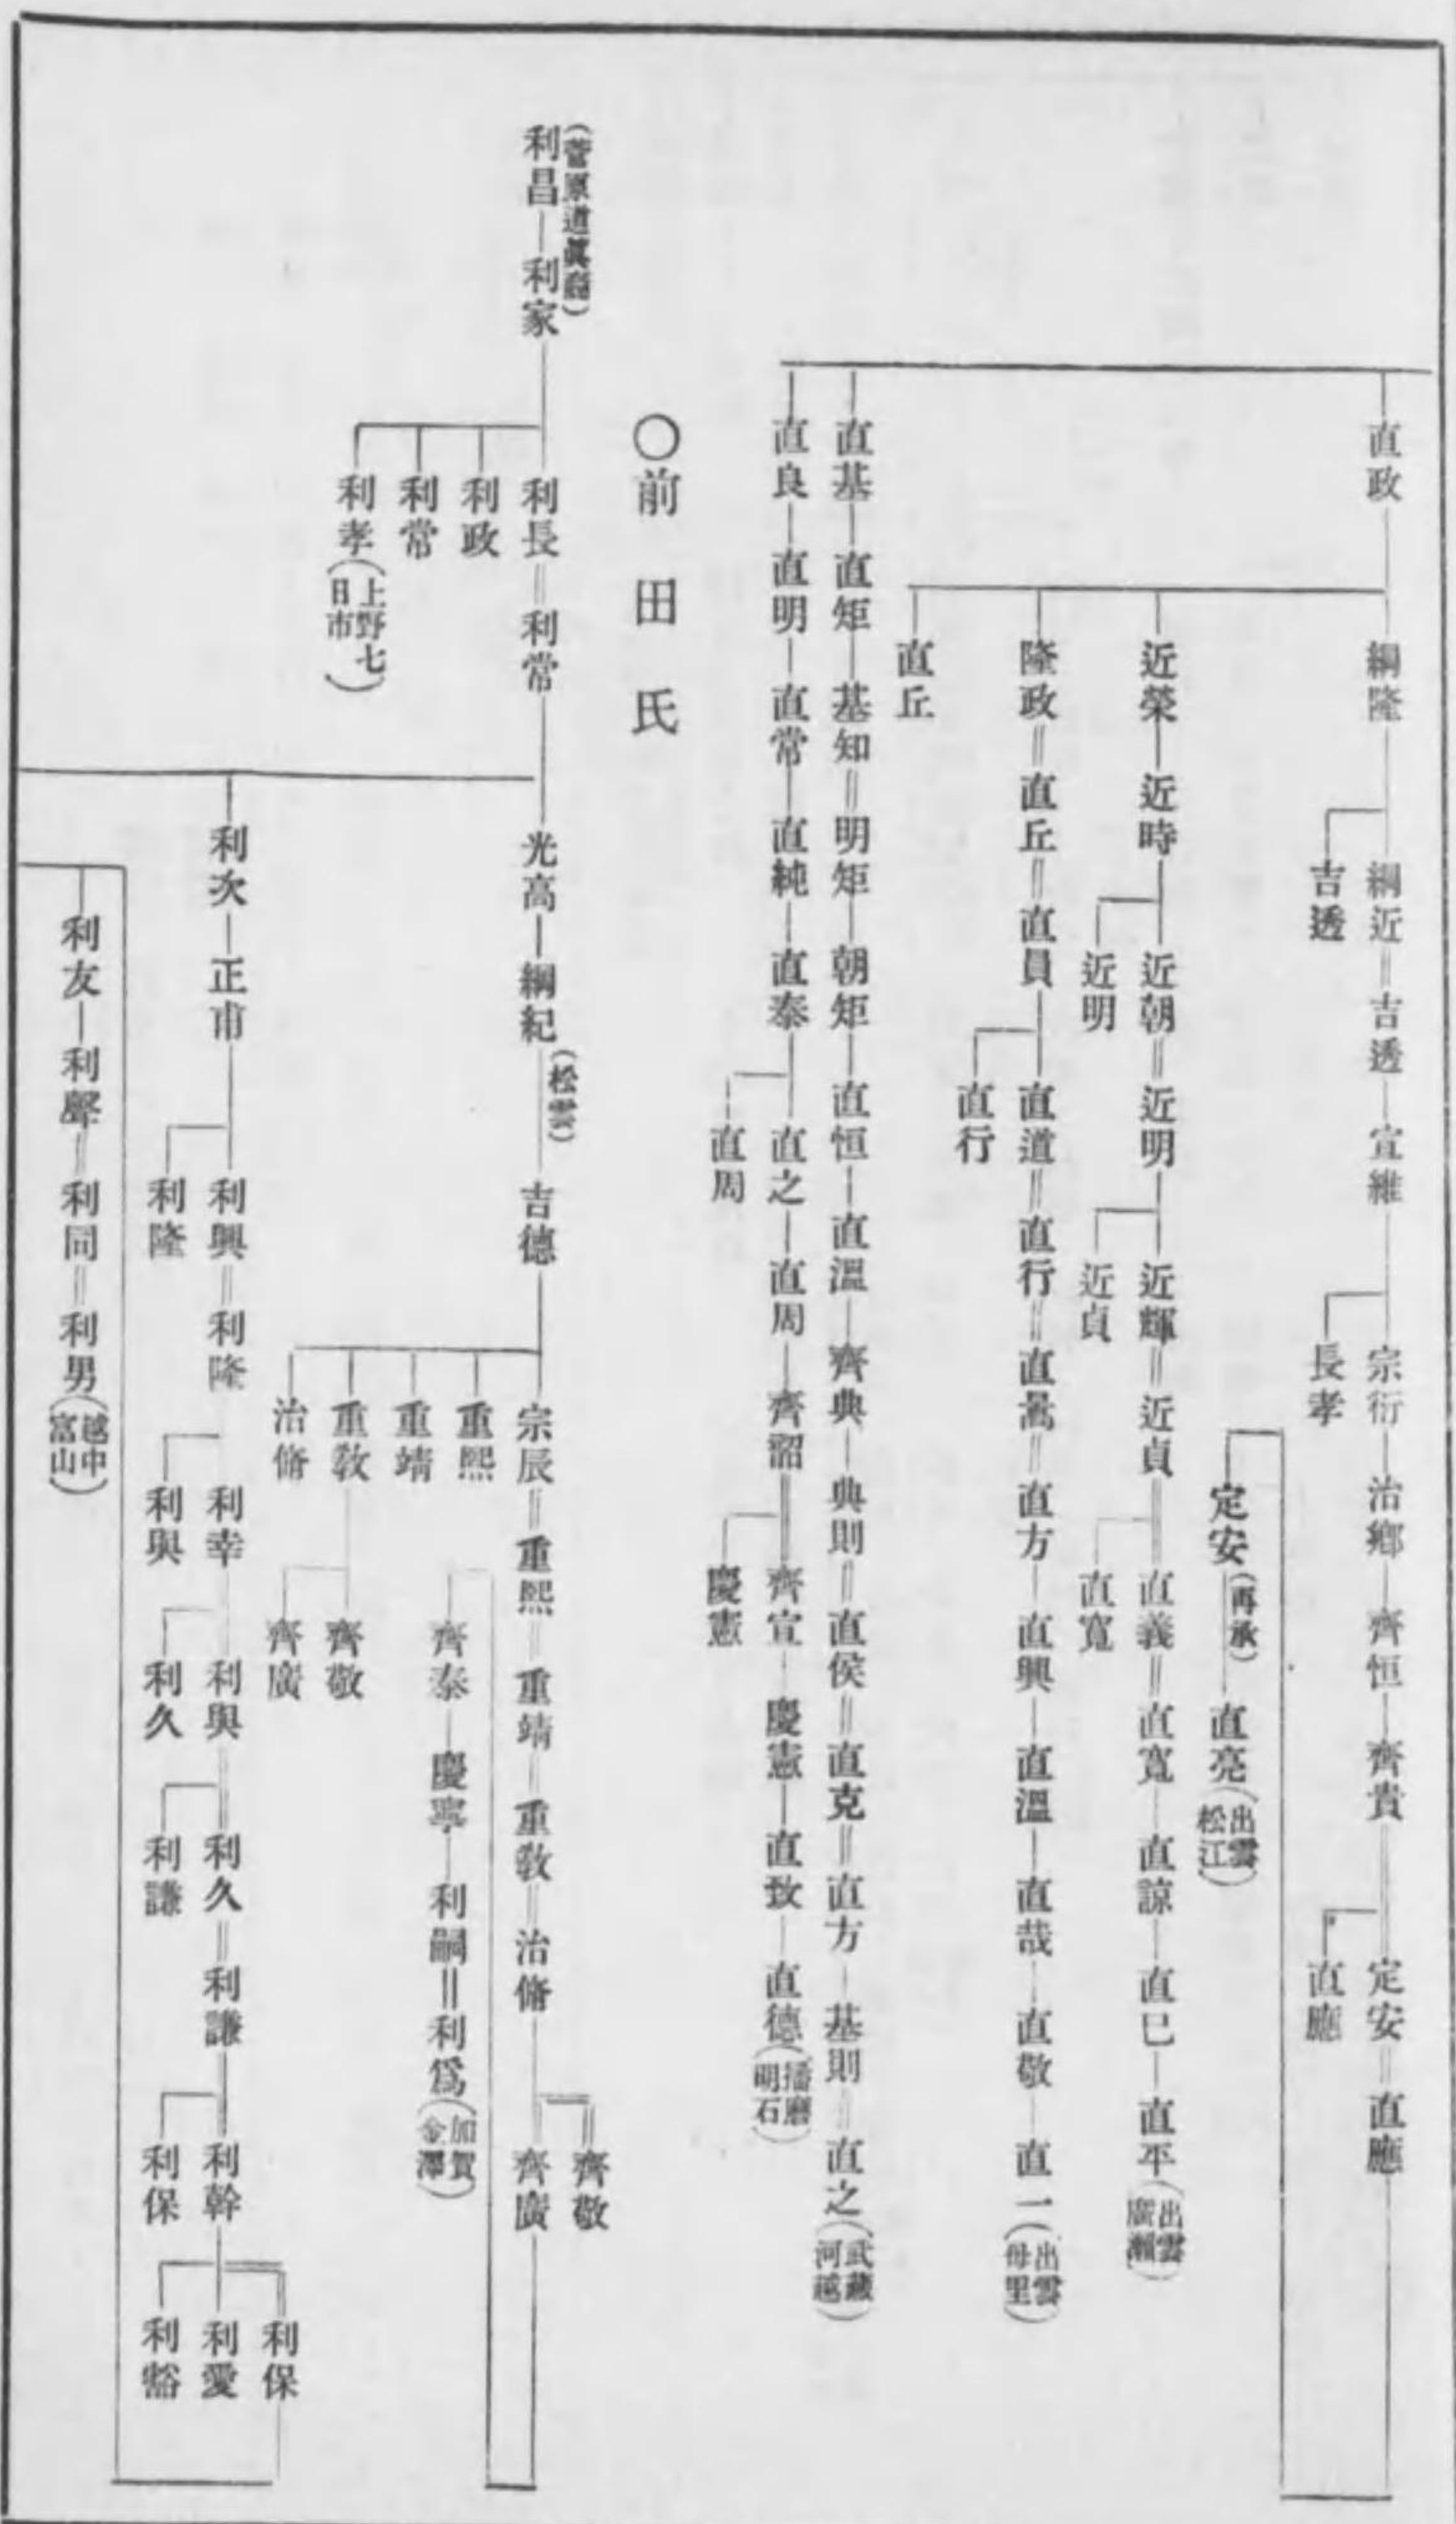 直政
綱隆
綱近＝吉透―宣維
吉透
宗衍―治鄕―齊恒―齊貴
長孝
定安＝直應
直應
定安（再承）―直亮（出雲松江）
近榮―近時
近朝＝近明
近明
近輝＝近貞
近貞
直義＝直寬―直諒―直巳―直平（出雲廣瀨）
直寬
隆政＝直丘＝直員
直道＝直行＝直暠＝直方―直興―直溫―直哉―直敬―直一（出雲母里）
直行
直丘
直基―直矩―基知＝明矩―朝矩―直恒―直溫―齊典―典則＝直侯＝直克＝直方―基則＝直之（武藏河越）
直良―直明―直常―直純―直泰
直之―直周―齊韶
直周
齊宣―慶憲―直致―直德（播磨明石）
慶憲
〇前田氏
（菅原道眞裔）
利昌―利家
利長＝利常
利政
利常
利孝（上野七日市）
光高―綱紀（松雲）―吉德
宗辰＝重熙＝重靖＝重敎＝治脩
重熙
重靖
重敎
治脩
齊敬
齊廣
齊敬
齊廣
齊泰―慶寧―利嗣＝利爲（加賀金澤）
利次―正甫
利興＝利隆
利隆
利幸
利與
利與
利久
利久＝利謙
利謙
利幹
利保
利保
利愛
利豁
利友―利聲＝利同＝利男（越中富山）